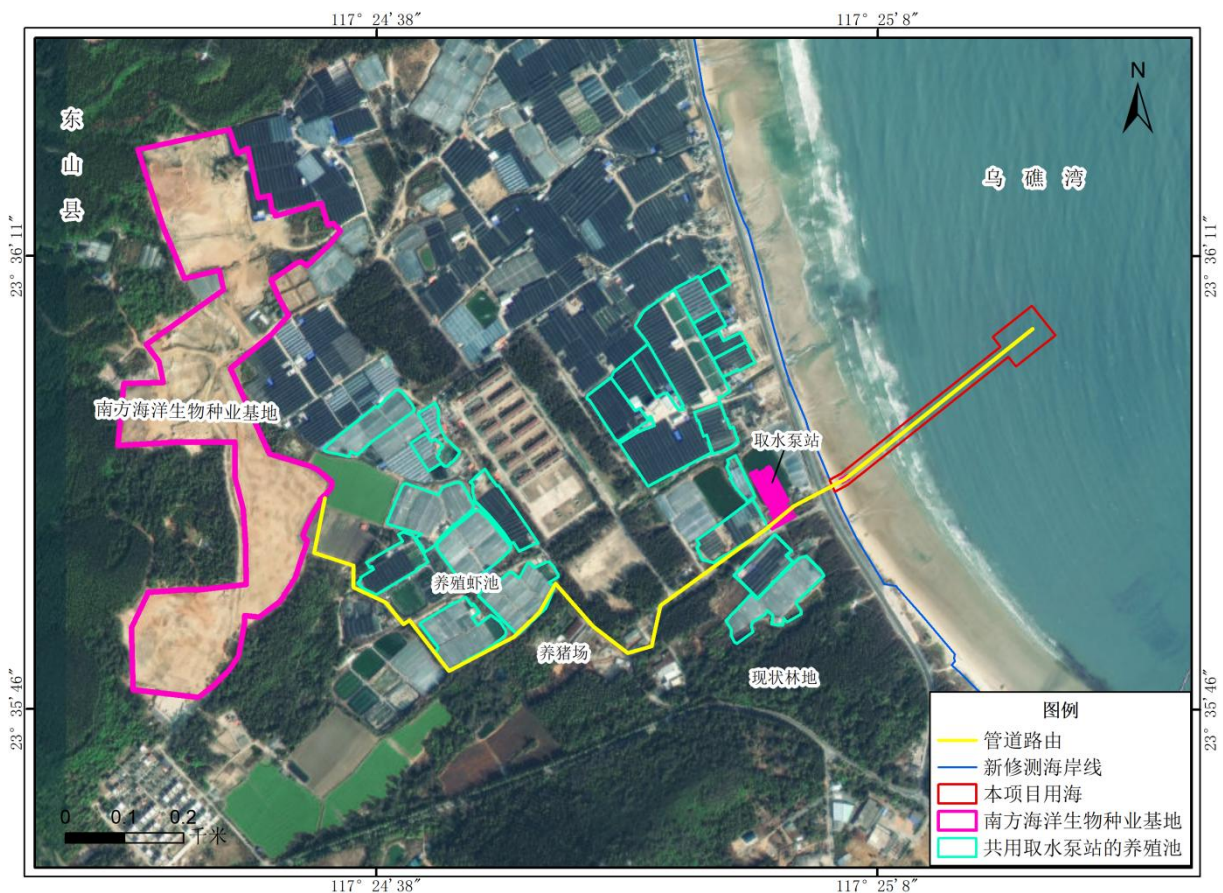 117° 24′38″
117° 25′8″
N
东
山
县
乌礁湾
23° 36′11″
23° 36′11″
南方海洋生物种业基地
取水泵站
养殖虾池
养猪场
现状林地
23° 35′46″
23° 35′46″
图例
管道路由
新修测海岸线
本项目用海
南方海洋生物种业基地
共用取水泵站的养殖池
0 0.1 0.2
千米
117° 24′38″
117° 25′8″